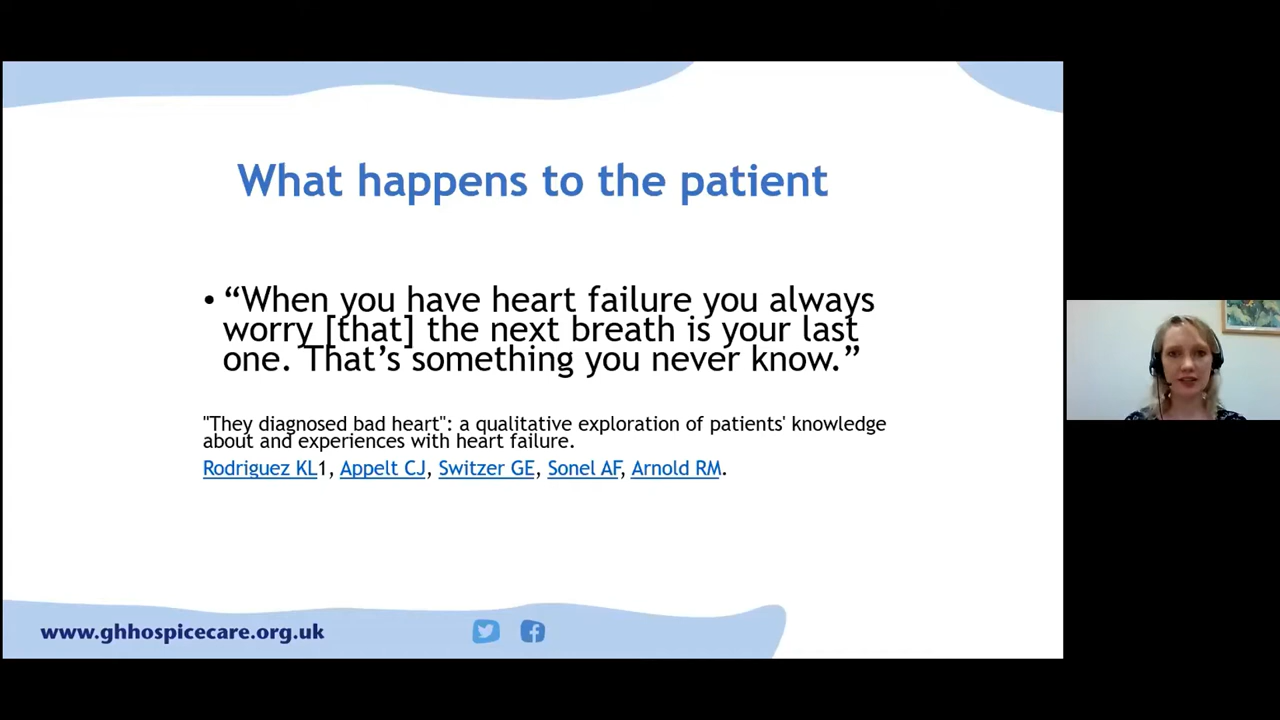 What happens to the patient
• “When you have heart failure you always
worry [that] the next breath is your last
one. That’s something you never know.”
"They diagnosed bad heart": a qualitative exploration of patients' knowledge
about and experiences with heart failure.
Rodriguez KL1, Appelt CJ, Switzer GE, Sonel AF, Arnold RM.
www.ghhospicecare.org.uk